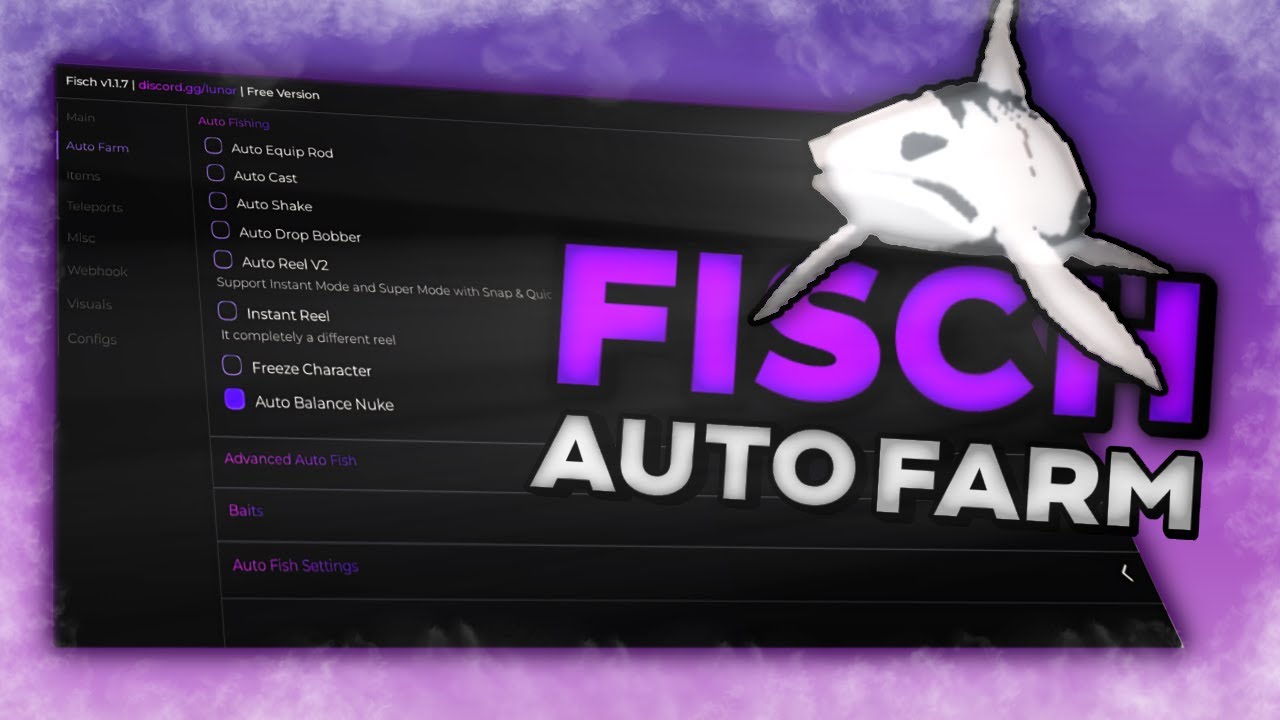 Fisch v1.1.7 | discord.gg/lunor | Free Version
Main
Auto Farm
Items
Teleports
Misc
Webhook
Visuals
Configs
Auto Fishing
Auto Equip Rod
Auto Cast
Auto Shake
Auto Drop Bobber
Auto Reel V2
Support Instant Mode and Super Mode with Snap &
Instant Reel
It completely a different reel
Freeze Character
Auto Balance Nuke
Advanced Auto Fish
Baits
Auto Fish Settings
FISCH
AUTO FARM